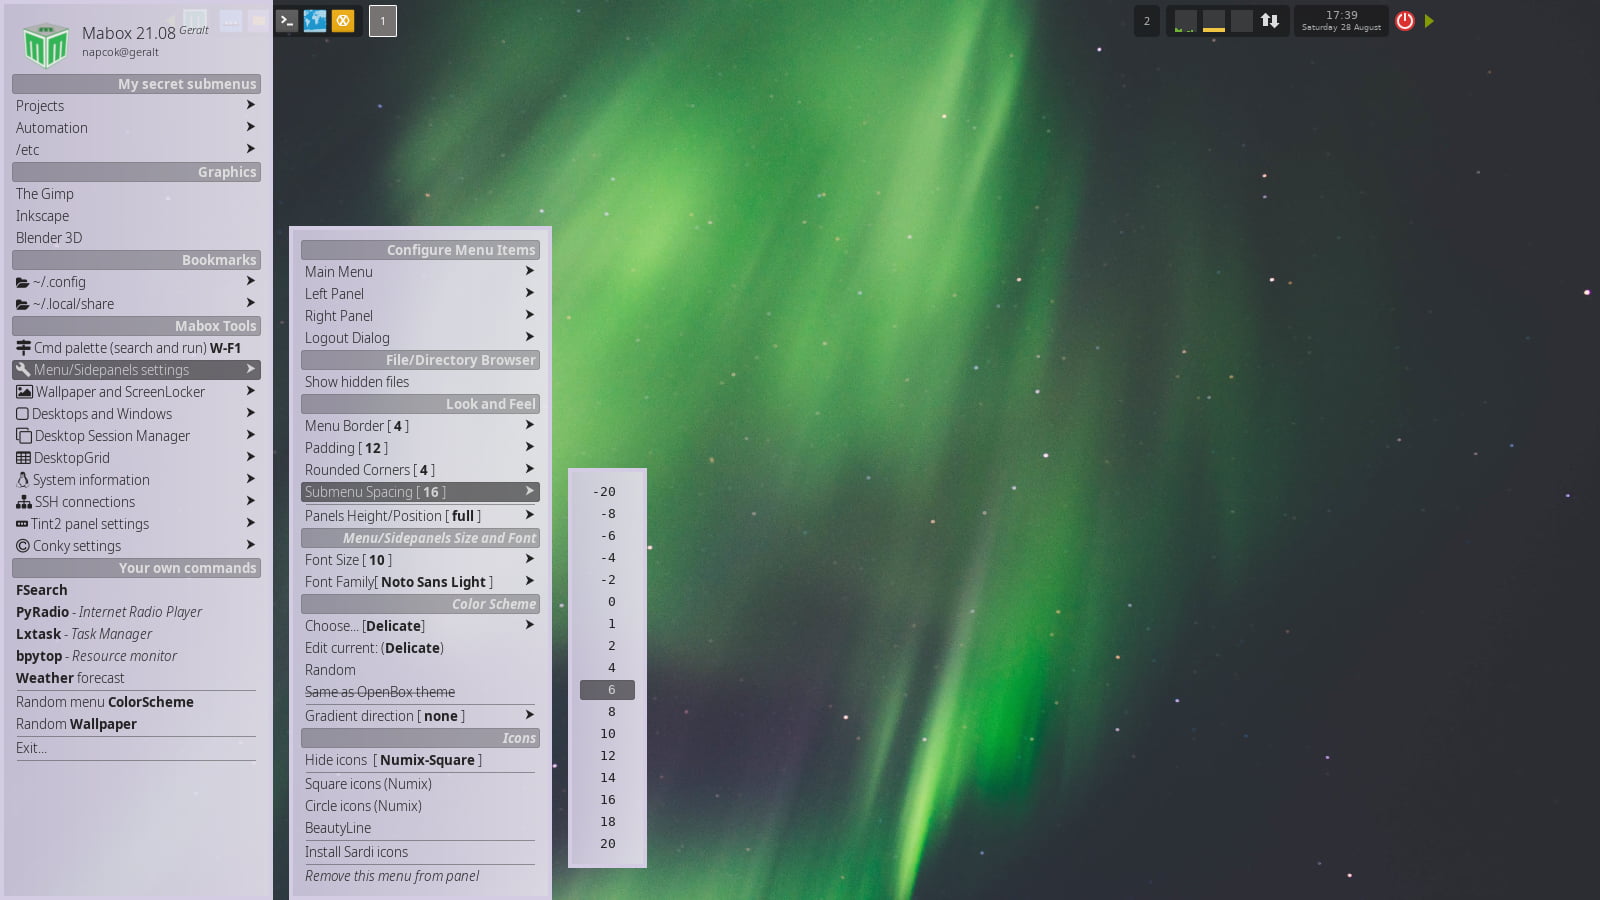 Mabox 21.08 Geralt
napcok@geralt
My secret submenus
Projects
Automation
/etc
Graphics
The Gimp
Inkscape
Blender 3D
Bookmarks
~/.config
~/.local/share
Mabox Tools
Cmd palette (search and run) W-F1
Menu/Sidepanels settings
Wallpaper and ScreenLocker
Desktops and Windows
Desktop Session Manager
DesktopGrid
System information
SSH connections
Tint2 panel settings
Conky settings
Your own commands
FSearch
PyRadio - Internet Radio Player
Lxtask - Task Manager
bpytop - Resource monitor
Weather forecast
Random menu ColorScheme
Random Wallpaper
Exit...
1
2
17:39
Saturday 28 August
Configure Menu Items
Main Menu
Left Panel
Right Panel
Logout Dialog
File/Directory Browser
Show hidden files
Look and Feel
Menu Border [ 4 ]
Padding [ 12 ]
Rounded Corners [ 4 ]
Submenu Spacing [ 16 ]
Panels Height/Position [ full ]
Menu/Sidepanels Size and Font
Font Size [ 10 ]
Font Family[ Noto Sans Light ]
Color Scheme
Choose... [Delicate]
Edit current: (Delicate)
Random
Same as OpenBox theme
Gradient direction [ none ]
Icons
Hide icons [ Numix-Square ]
Square icons (Numix)
Circle icons (Numix)
BeautyLine
Install Sardi icons
Remove this menu from panel
-20
-8
-6
-4
-2
0
1
2
4
6
8
10
12
14
16
18
20